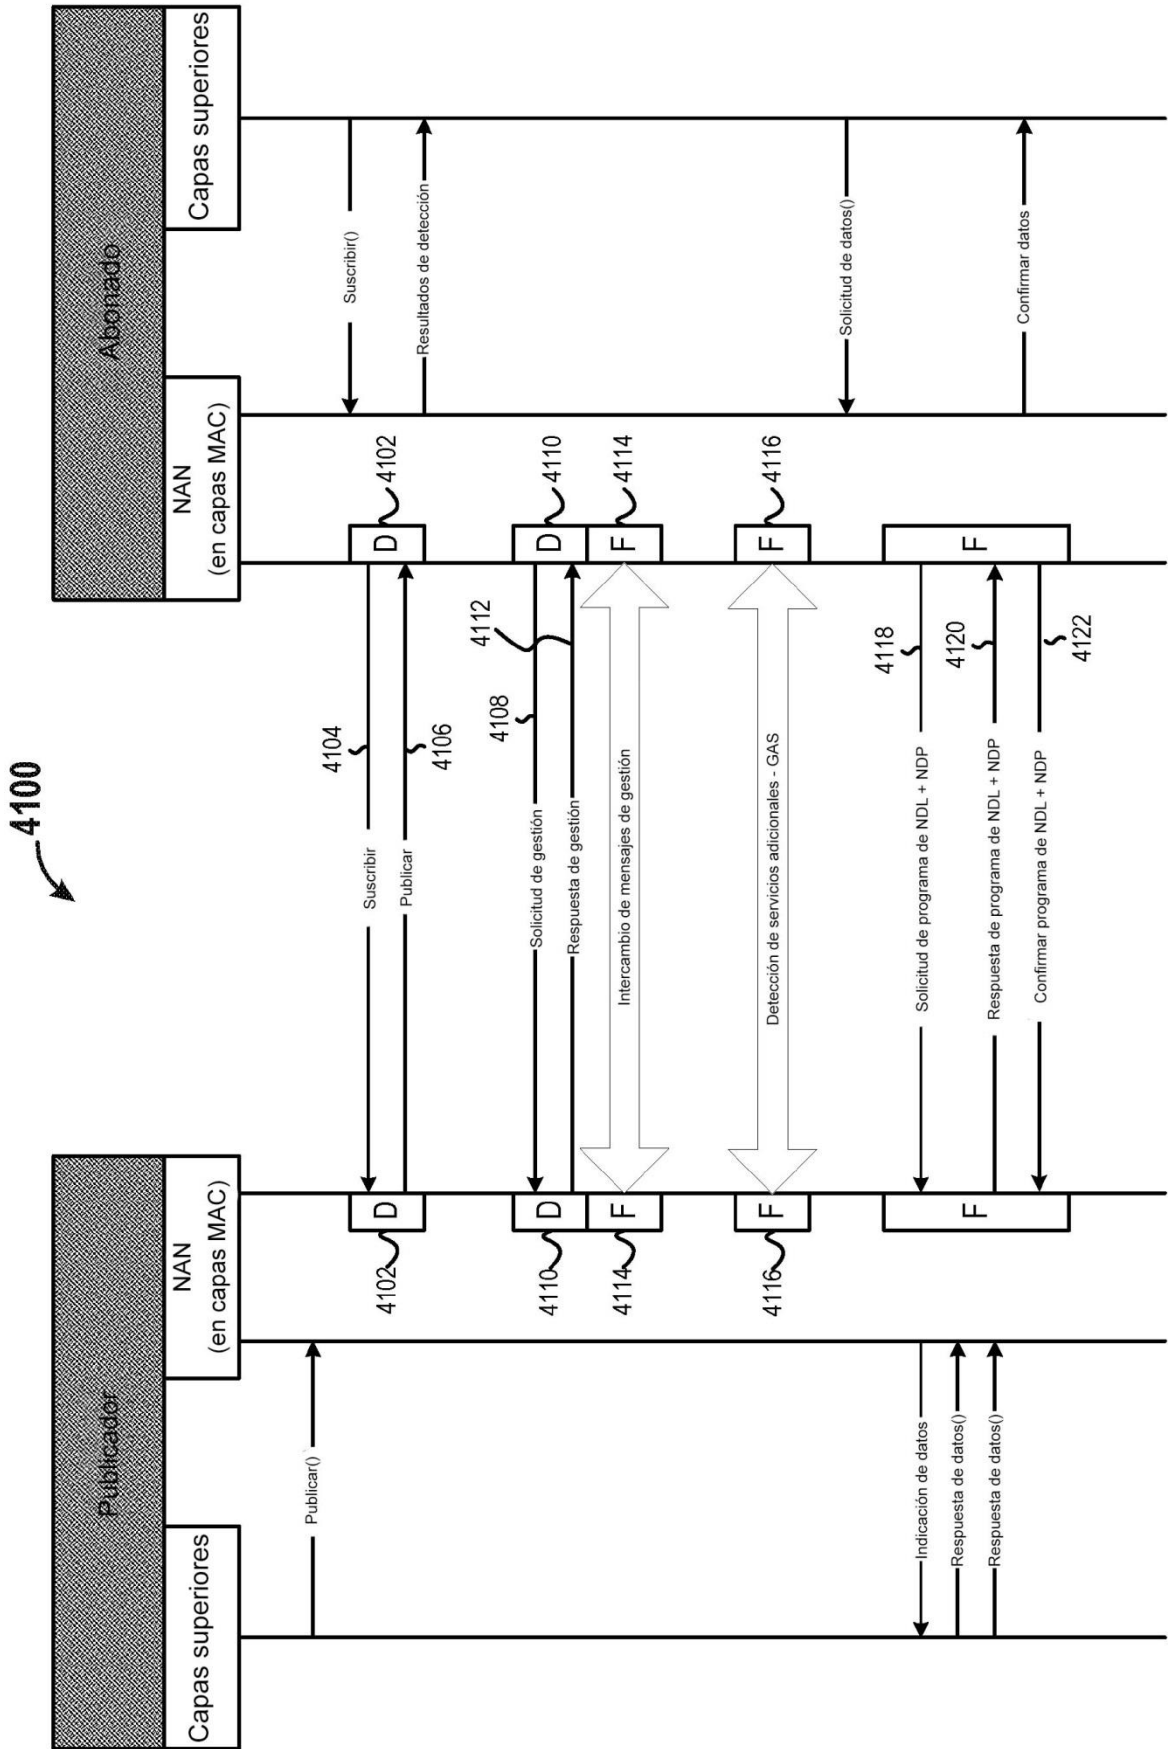 4100
Publicador
Abonado
Capas superiores
NAN
(en capas MAC)
NAN
(en capas MAC)
Capas superiores
Publicar()
Suscribir()
4102
D
4104
Suscribir
D
4102
Publicar
4106
Resultados de detección
4110
D
Solicitud de gestión
4108
4112
D
4110
Respuesta de gestión
4114
F
Intercambio de mensajes de gestión
F
4114
4116
F
Detección de servicios adicionales - GAS
F
4116
Solicitud de datos()
Indicación de datos
Solicitud de programa de NDL + NDP
4118
Respuesta de datos()
F
F
Respuesta de datos()
Respuesta de programa de NDL + NDP
4120
Confirmar datos
Confirmar programa de NDL + NDP
4122